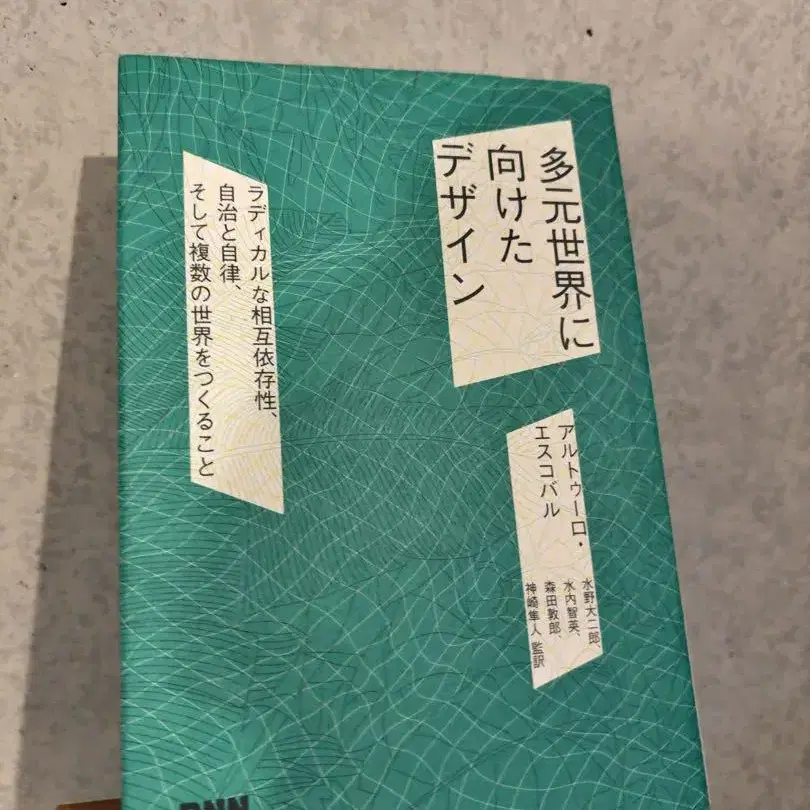 多元世界に
向けた
デザイン
ラディカルな相互依存性、
自治と自律、
そして複数の世界をつくること
アルトゥーロ・
エスコバル
水野大二郎、
水内智英、
森田敦郎、
神崎隼人 監訳
BNN